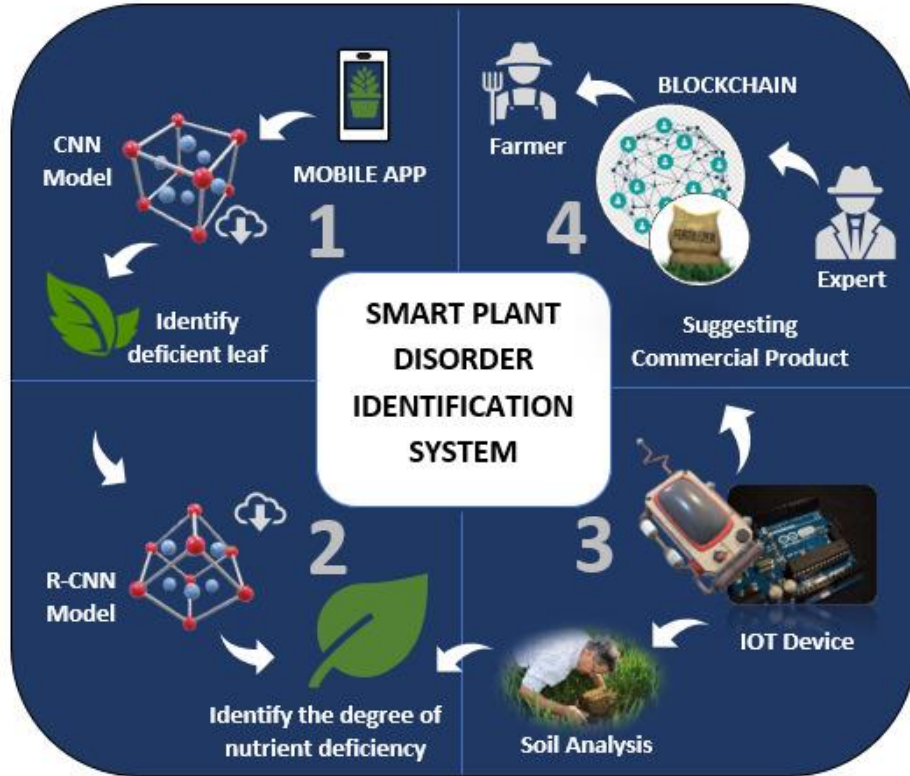 CNN
Model
MOBILE APP
1
Identify
deficient leaf
BLOCKCHAIN
Farmer
4
FERTILIZER
Expert
Suggesting
Commercial Product
SMART PLANT
DISORDER
IDENTIFICATION
SYSTEM
R-CNN
Model
2
Identify the degree of
nutrient deficiency
3
IOT Device
Soil Analysis